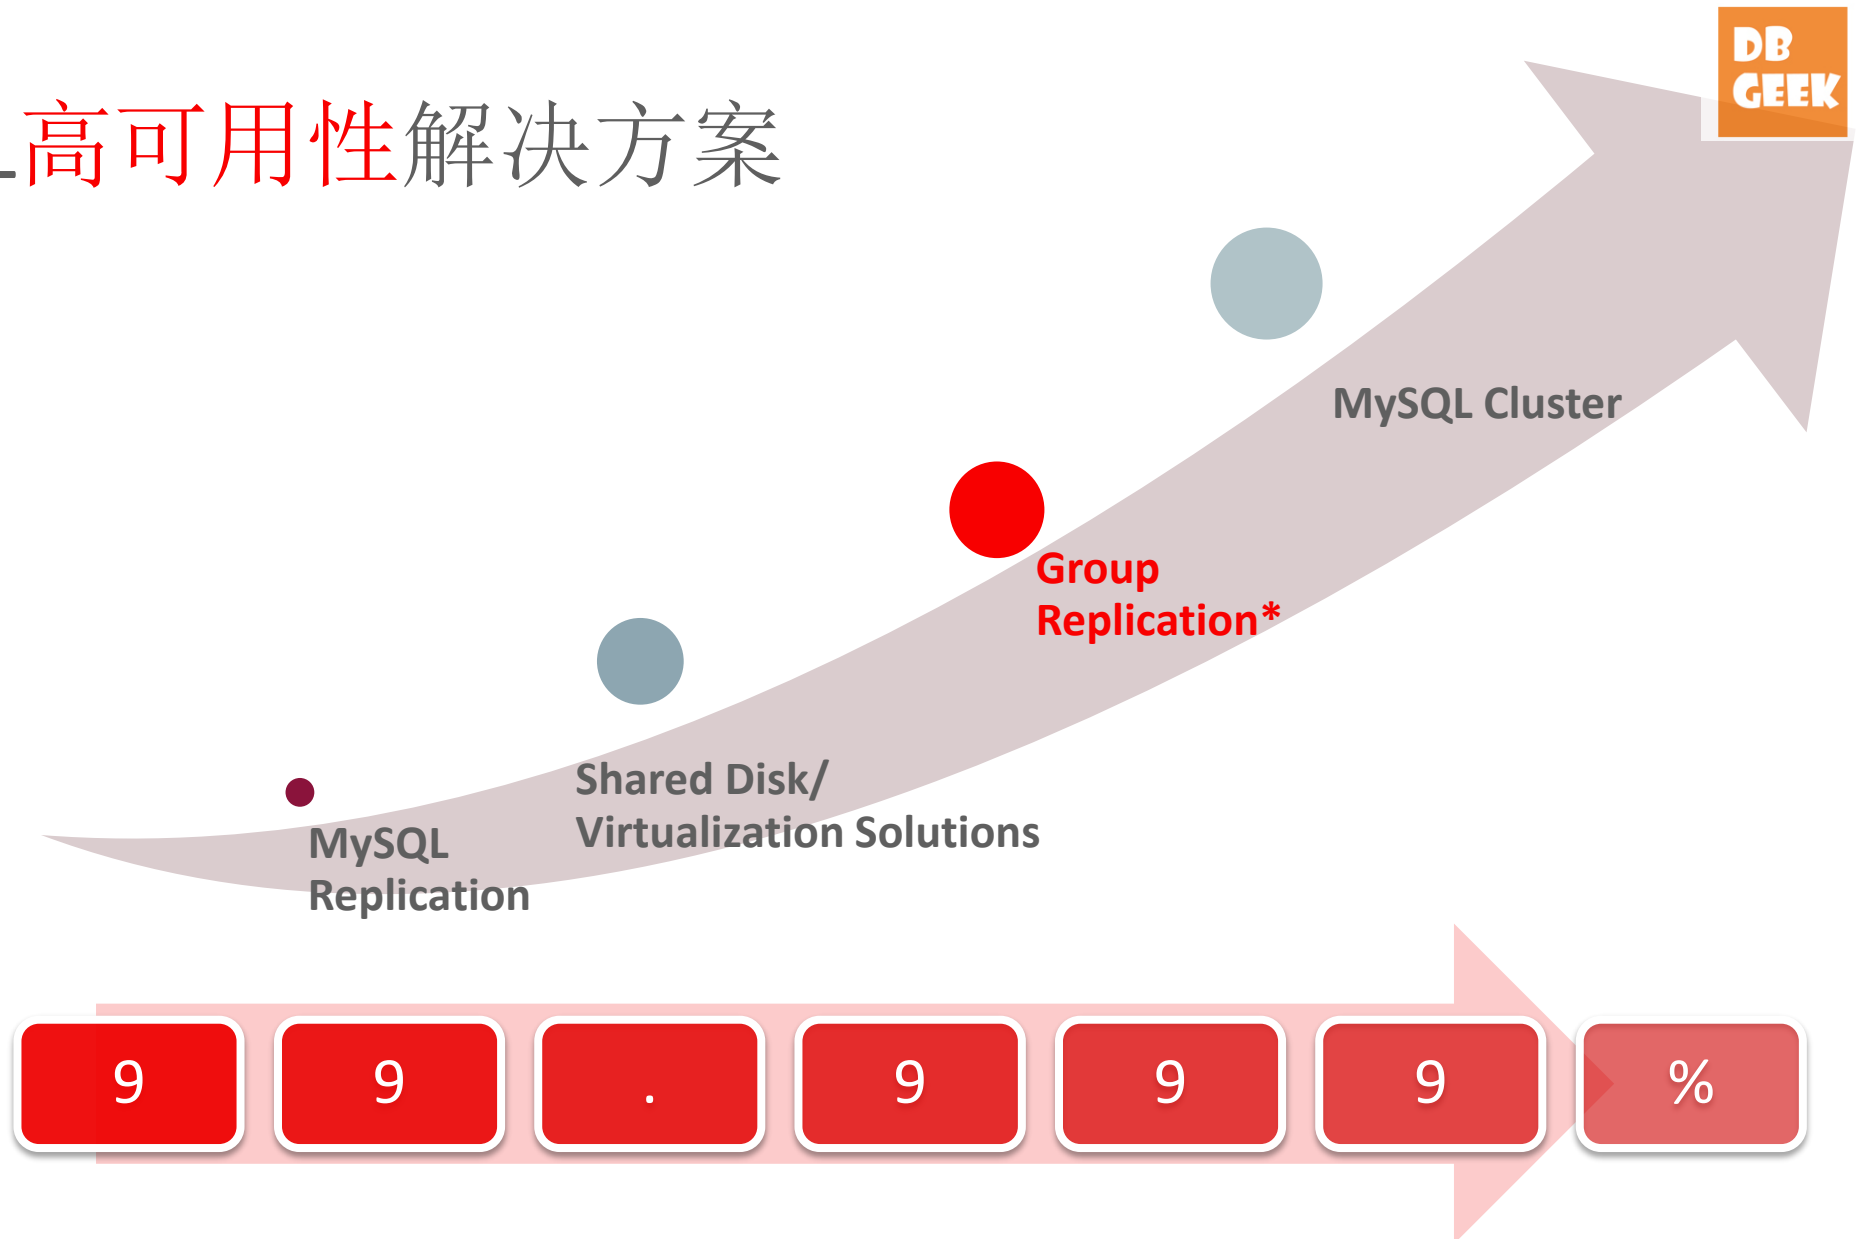 高可用性解决方案
DB
GEEK
MySQL Cluster
Group
Replication*
Shared Disk/
Virtualization Solutions
MySQL
Replication
9 9 . 9 9 9 %